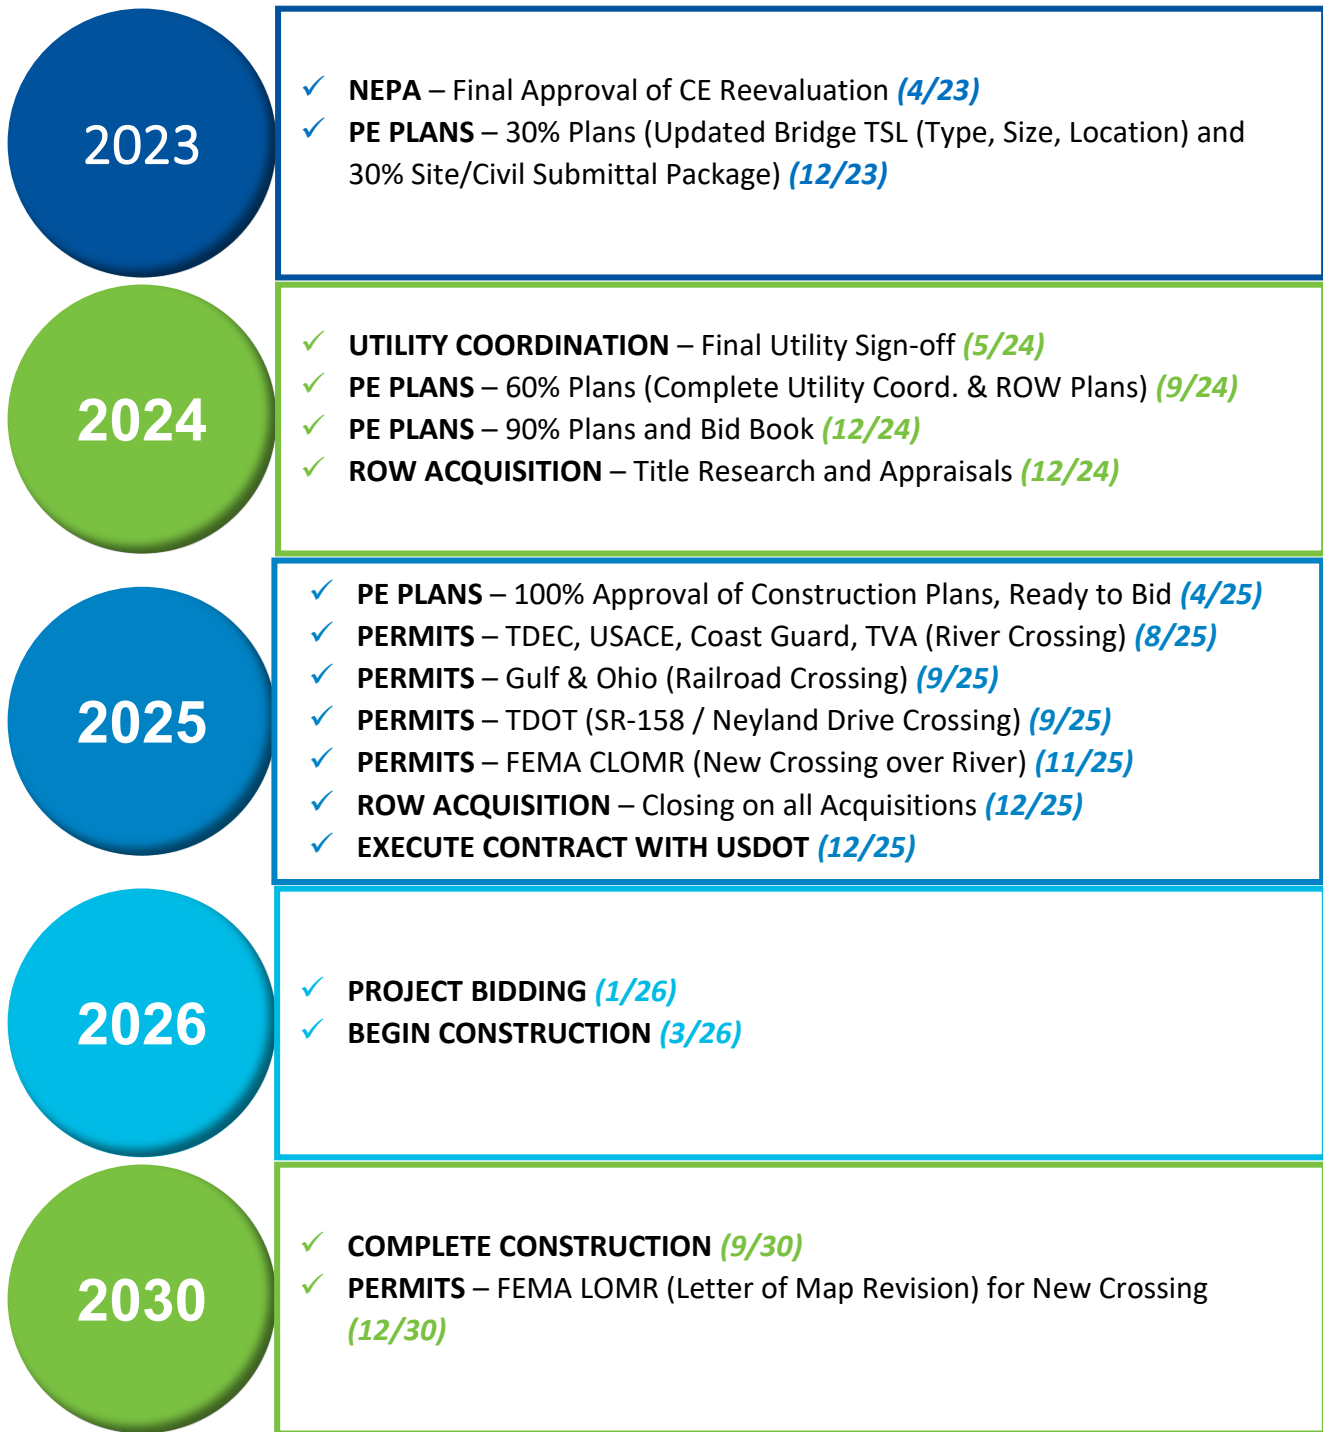 2023
✓ NEPA – Final Approval of CE Reevaluation (4/23)
✓ PE PLANS – 30% Plans (Updated Bridge TSL (Type, Size, Location) and
30% Site/Civil Submittal Package) (12/23)
2024
✓ UTILITY COORDINATION – Final Utility Sign-off (5/24)
✓ PE PLANS – 60% Plans (Complete Utility Coord. & ROW Plans) (9/24)
✓ PE PLANS – 90% Plans and Bid Book (12/24)
✓ ROW ACQUISITION – Title Research and Appraisals (12/24)
2025
✓ PE PLANS – 100% Approval of Construction Plans, Ready to Bid (4/25)
✓ PERMITS – TDEC, USACE, Coast Guard, TVA (River Crossing) (8/25)
✓ PERMITS – Gulf & Ohio (Railroad Crossing) (9/25)
✓ PERMITS – TDOT (SR-158 / Neyland Drive Crossing) (9/25)
✓ PERMITS – FEMA CLOMR (New Crossing over River) (11/25)
✓ ROW ACQUISITION – Closing on all Acquisitions (12/25)
✓ EXECUTE CONTRACT WITH USDOT (12/25)
2026
✓ PROJECT BIDDING (1/26)
✓ BEGIN CONSTRUCTION (3/26)
2030
✓ COMPLETE CONSTRUCTION (9/30)
✓ PERMITS – FEMA LOMR (Letter of Map Revision) for New Crossing
(12/30)